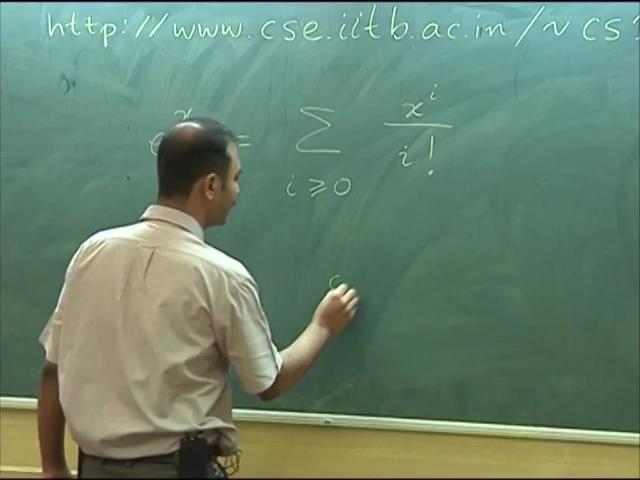 http://www.cse.iitb.ac.in/~cs
e^x = ∑ x^i / i!
i ≥ 0